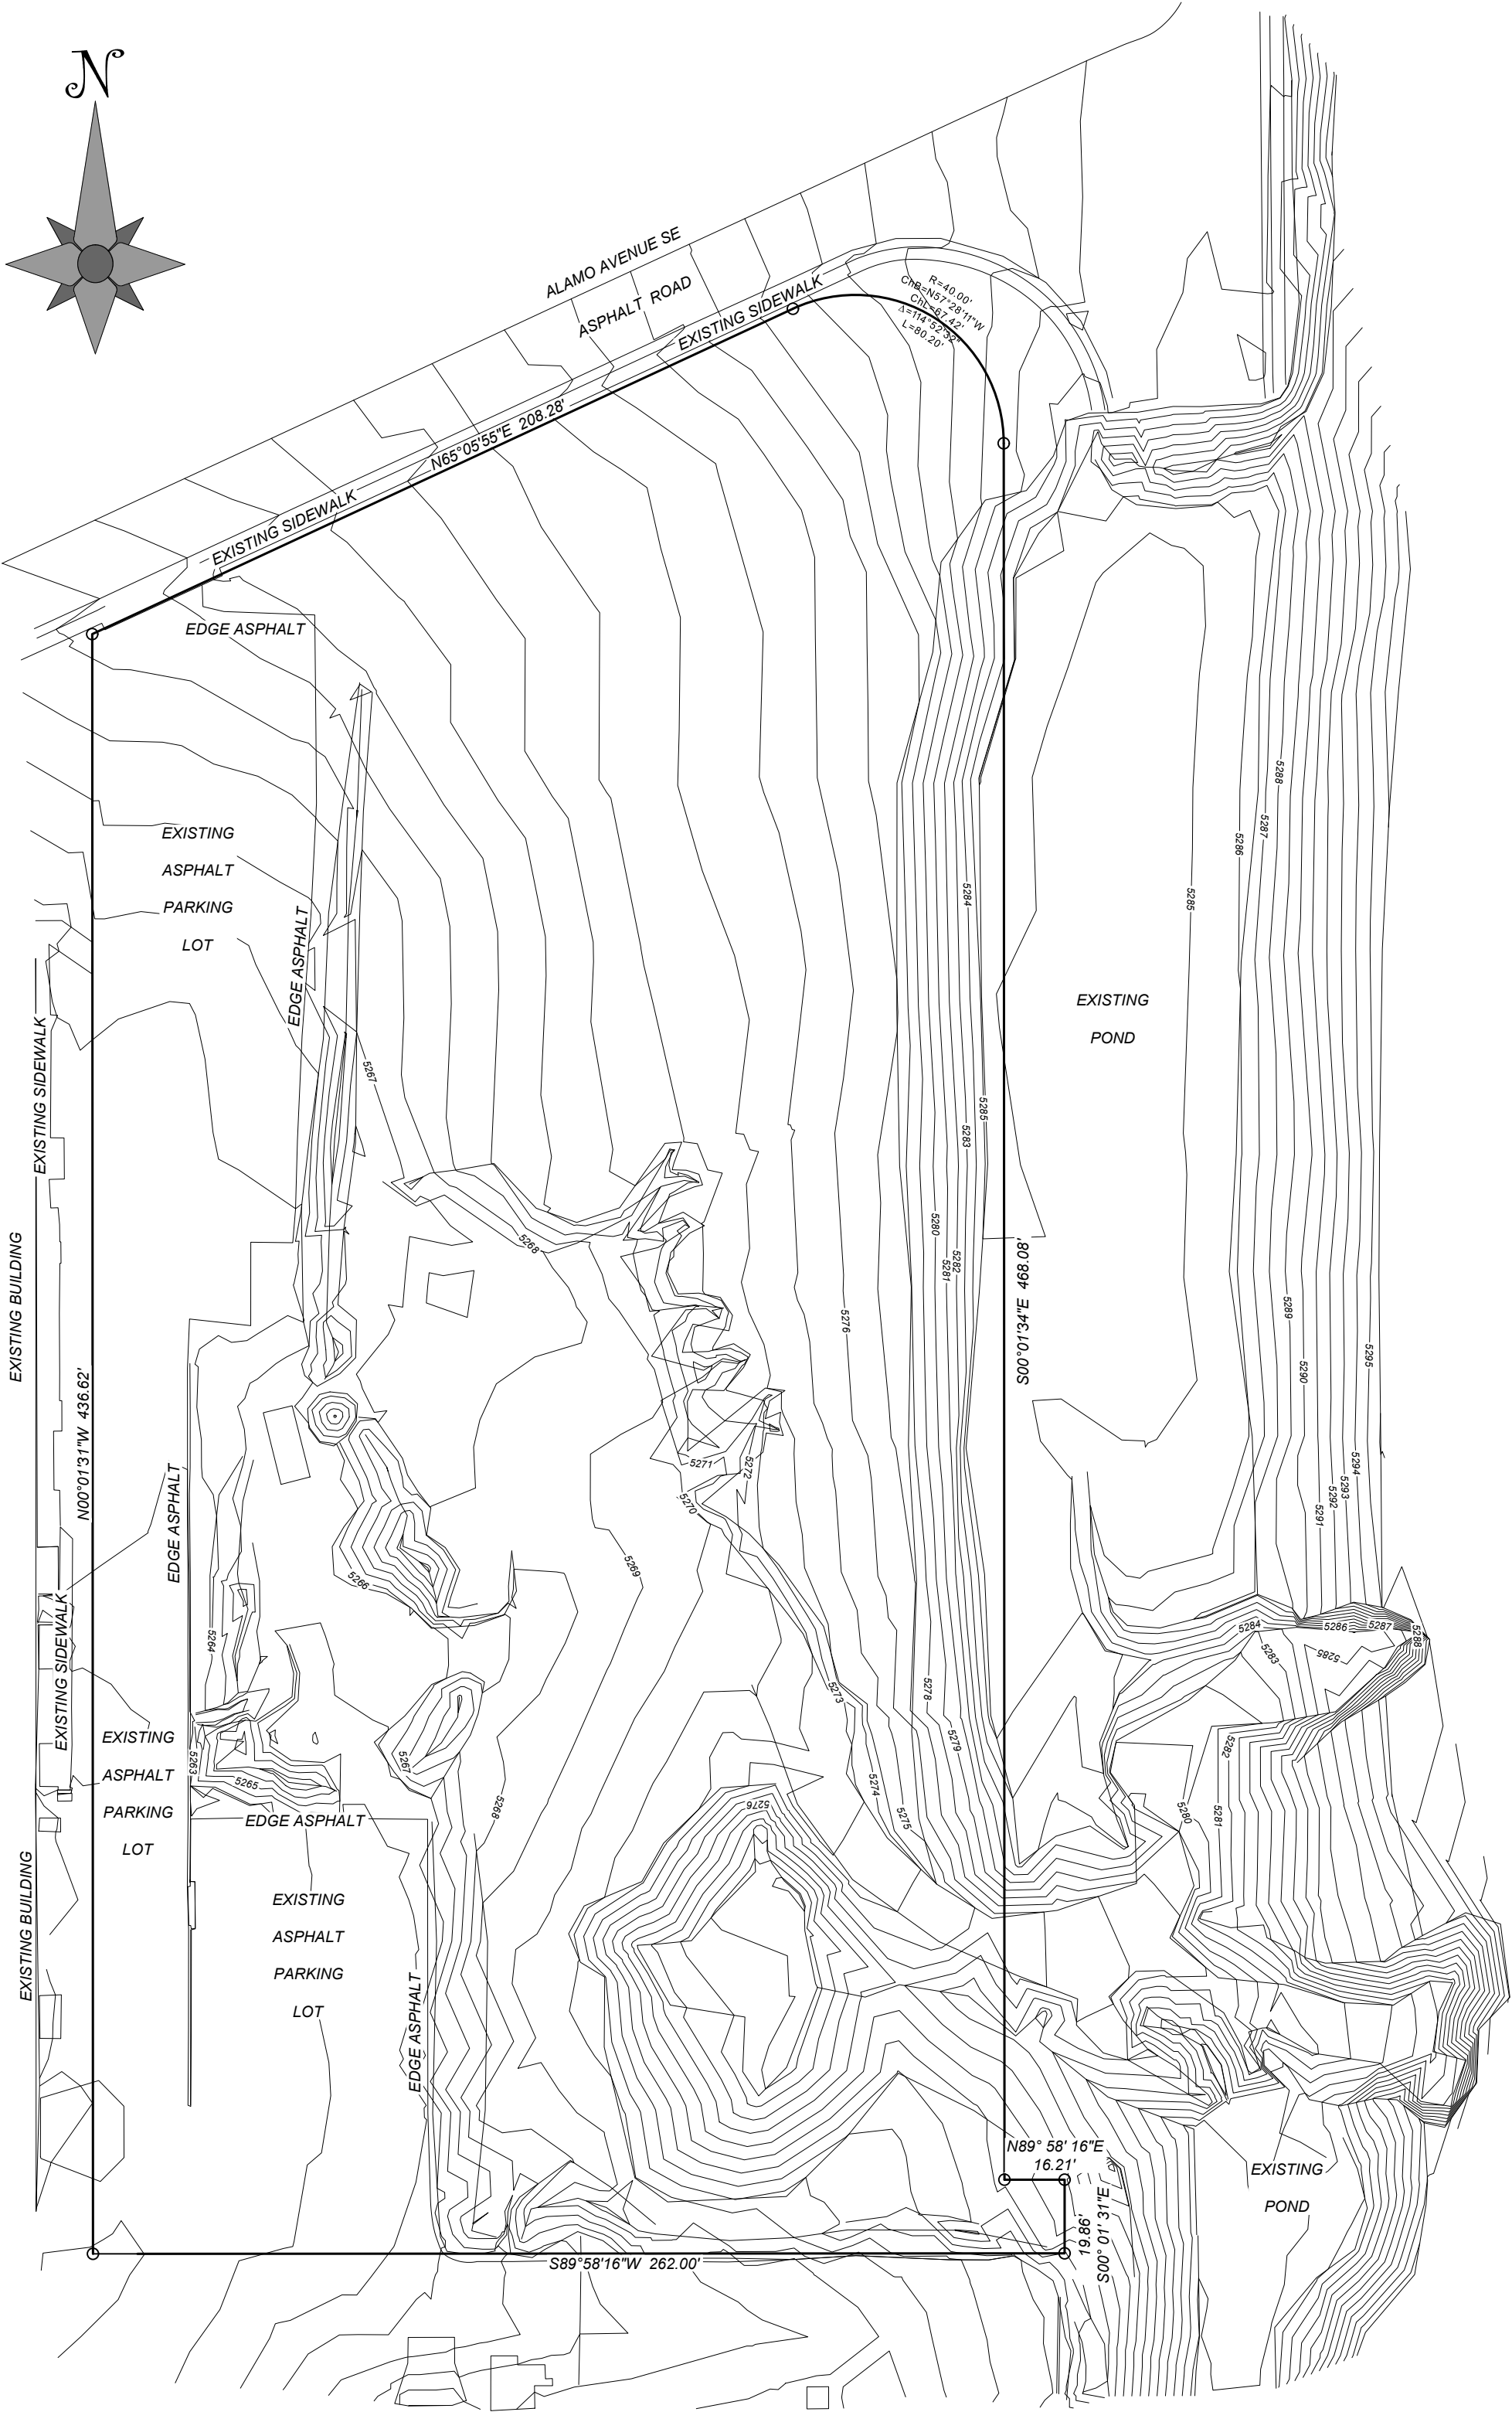 N
ALAMO AVENUE SE
ASPHALT ROAD
EXISTING SIDEWALK
R=40.00'
ChB=N57°28'11"W
ChL=67.42'
Δ=114°52'32"
L=80.20'
N65°05'55"E 208.28'
EXISTING SIDEWALK
EDGE ASPHALT
EXISTING
ASPHALT
PARKING
LOT
EDGE ASPHALT
5288
5287
5286
5285
5284
EXISTING
POND
EXISTING SIDEWALK
5267
5285
5283
5280
5282
5281
5268
S00°01'34"E 468.08'
EXISTING BUILDING
5276
5289
5290
5295
N00°01'31"W 436.62'
5271
5272
5270
5294
5293
5292
5291
EDGE ASPHALT
5269
5266
EXISTING SIDEWALK
5264
5284
5286
5287
5288
5283
5285
5273
5278
5279
5282
EXISTING
ASPHALT
PARKING
LOT
5263
5265
5267
5268
5274
5275
5276
5280
5281
EDGE ASPHALT
EXISTING BUILDING
EXISTING
ASPHALT
PARKING
LOT
EDGE ASPHALT
N89° 58' 16"E
16.21'
19.86'
S00° 01' 31"E
EXISTING
POND
S89°58'16"W 262.00'